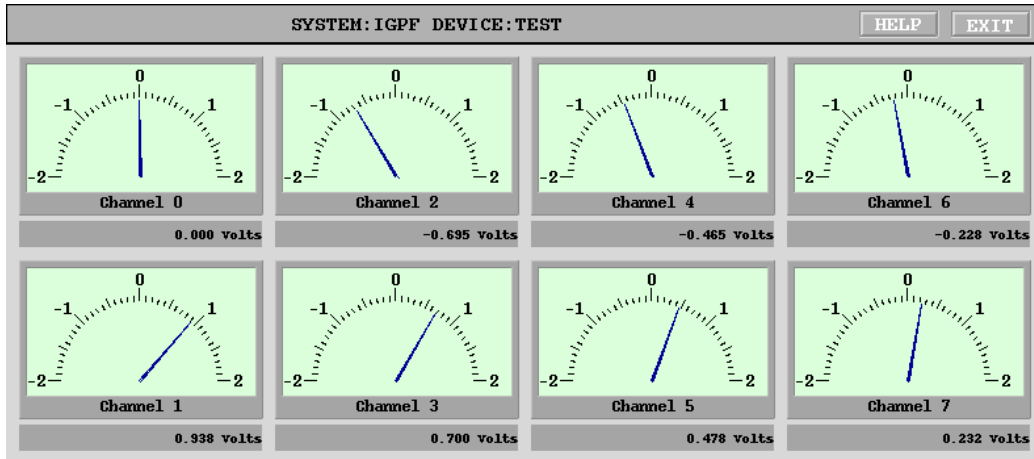 SYSTEM:IGPF DEVICE:TEST HELP EXIT
0 0 0 0
-1 1 -1 1 -1 1 -1 1
-2 2 -2 2 -2 2 -2 2
Channel 0 Channel 2 Channel 4 Channel 6
0.000 Volts -0.695 Volts -0.465 Volts -0.228 Volts
0 0 0 0
-1 1 -1 1 -1 1 -1 1
-2 2 -2 2 -2 2 -2 2
Channel 1 Channel 3 Channel 5 Channel 7
0.938 Volts 0.700 Volts 0.478 Volts 0.232 Volts